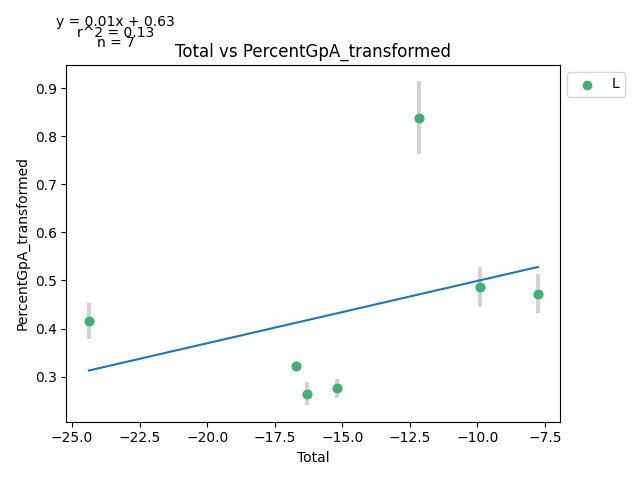 y = 0.01x + 0.63
r^2 = 0.13
n = 7
Total vs PercentGpA_transformed
L
PercentGpA_transformed
0.9
0.8
0.7
0.6
0.5
0.4
0.3
−25.0 −22.5 −20.0 −17.5 −15.0 −12.5 −10.0 −7.5
Total